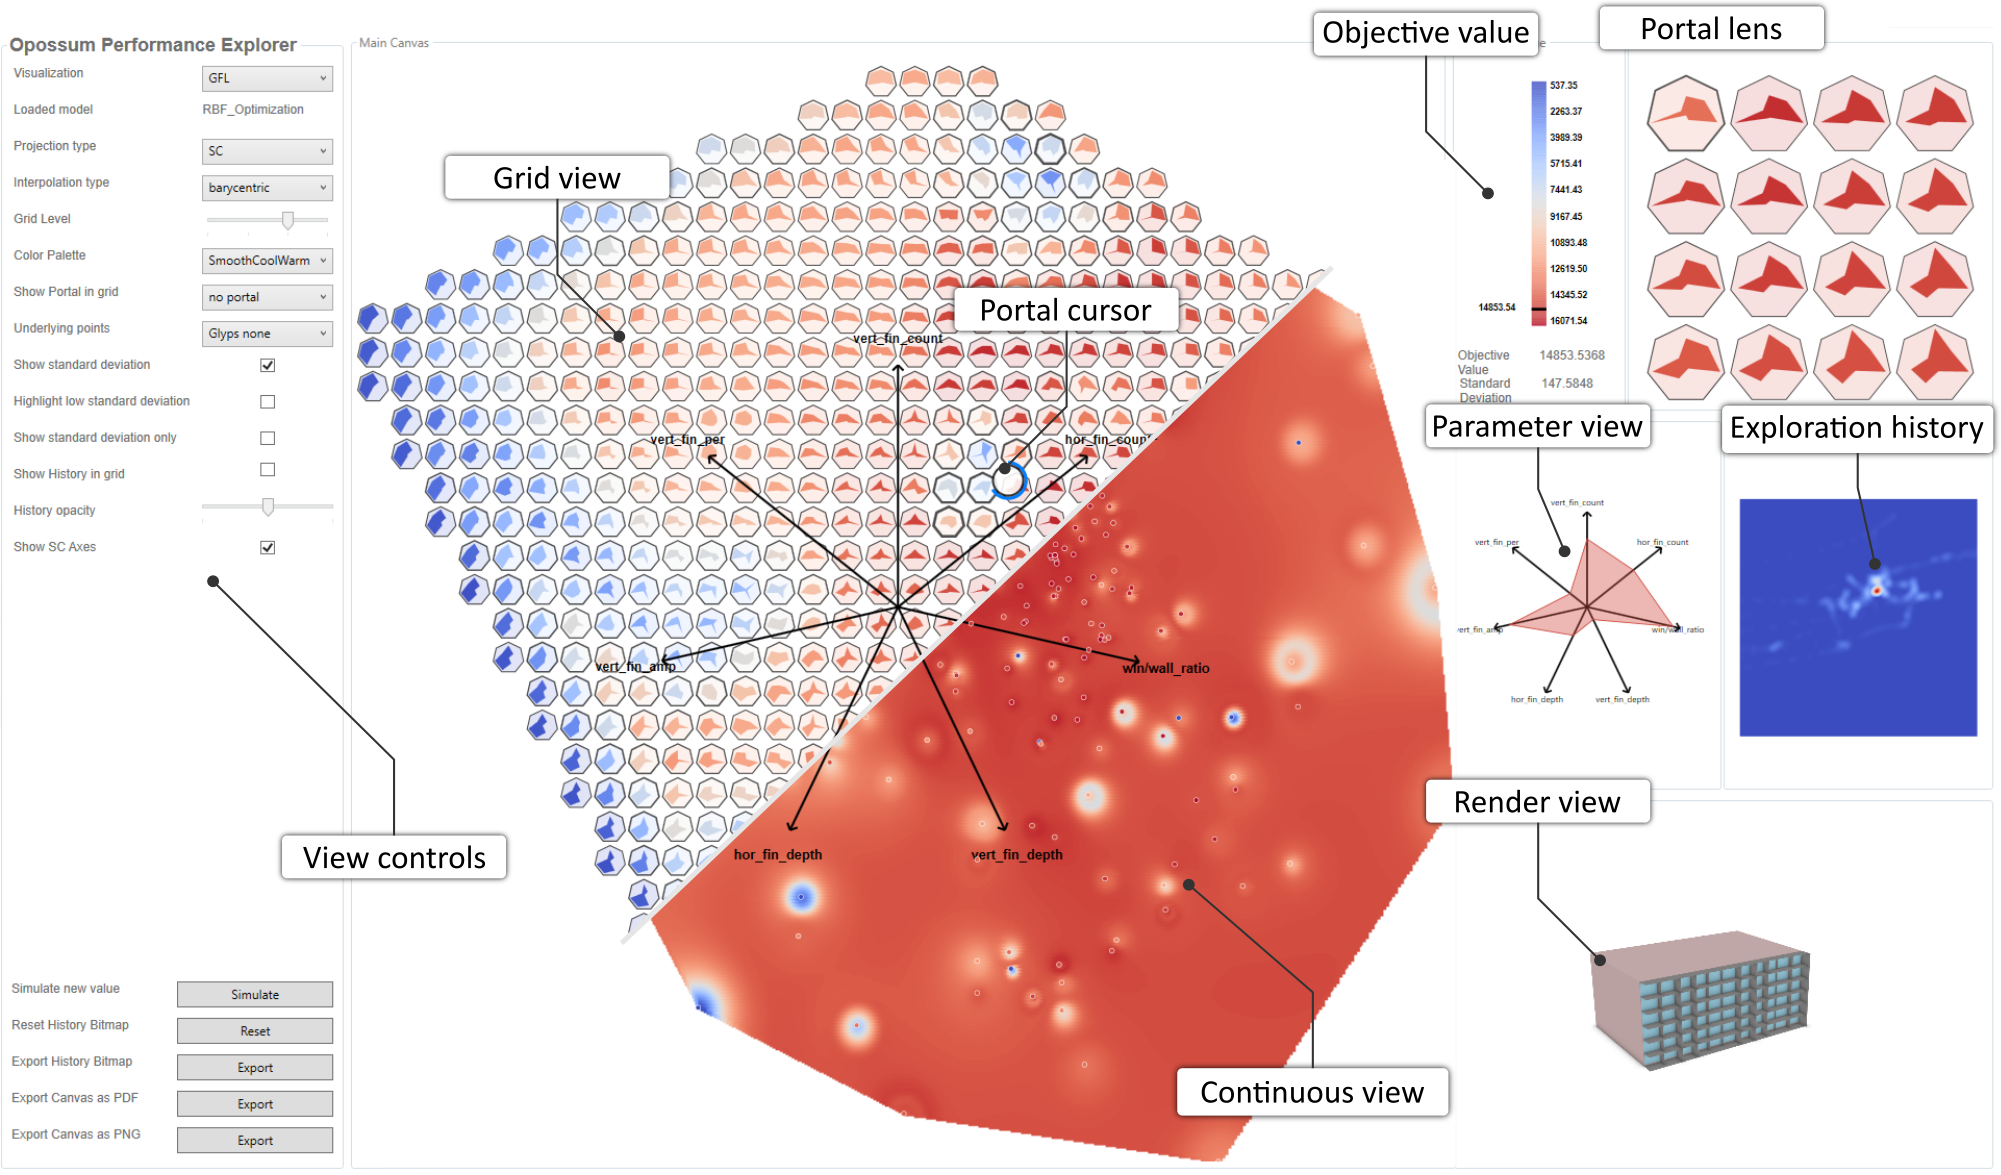 Opossum Performance Explorer
Visualization
GFL
Loaded model
RBF_Optimization
Projection type
SC
Interpolation type
barycentric
Grid Level
Color Palette
SmoothCoolWarm
Show Portal in grid
no portal
Underlying points
Glyps none
Show standard deviation
Highlight low standard deviation
Show standard deviation only
Show History in grid
History opacity
Show SC Axes
View controls
Simulate new value
Simulate
Reset History Bitmap
Reset
Export History Bitmap
Export
Export Canvas as PDF
Export
Export Canvas as PNG
Export
Main Canvas
Grid view
Portal cursor
vert_fin_count
vert_fin_per
hor_fin_count
vert_fin_amp
win/wall_ratio
hor_fin_depth
vert_fin_depth
Continuous view
Objective value
537.35
2263.37
3989.39
5715.41
7441.43
9167.45
10893.48
12619.50
14345.52
14853.54
16071.54
Objective
Value
14853.5368
Standard
Deviation
147.5848
Portal lens
Parameter view
vert_fin_count
vert_fin_per
hor_fin_count
vert_fin_amp
win/wall_ratio
hor_fin_depth
vert_fin_depth
Exploration history
Render view